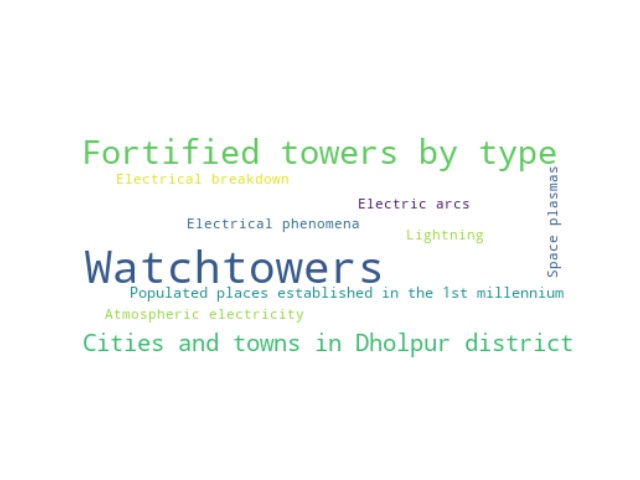 Fortified towers by type
Electrical breakdown
Space plasmas
Electric arcs
Electrical phenomena
Lightning
Watchtowers
Populated places established in the 1st millennium
Atmospheric electricity
Cities and towns in Dholpur district